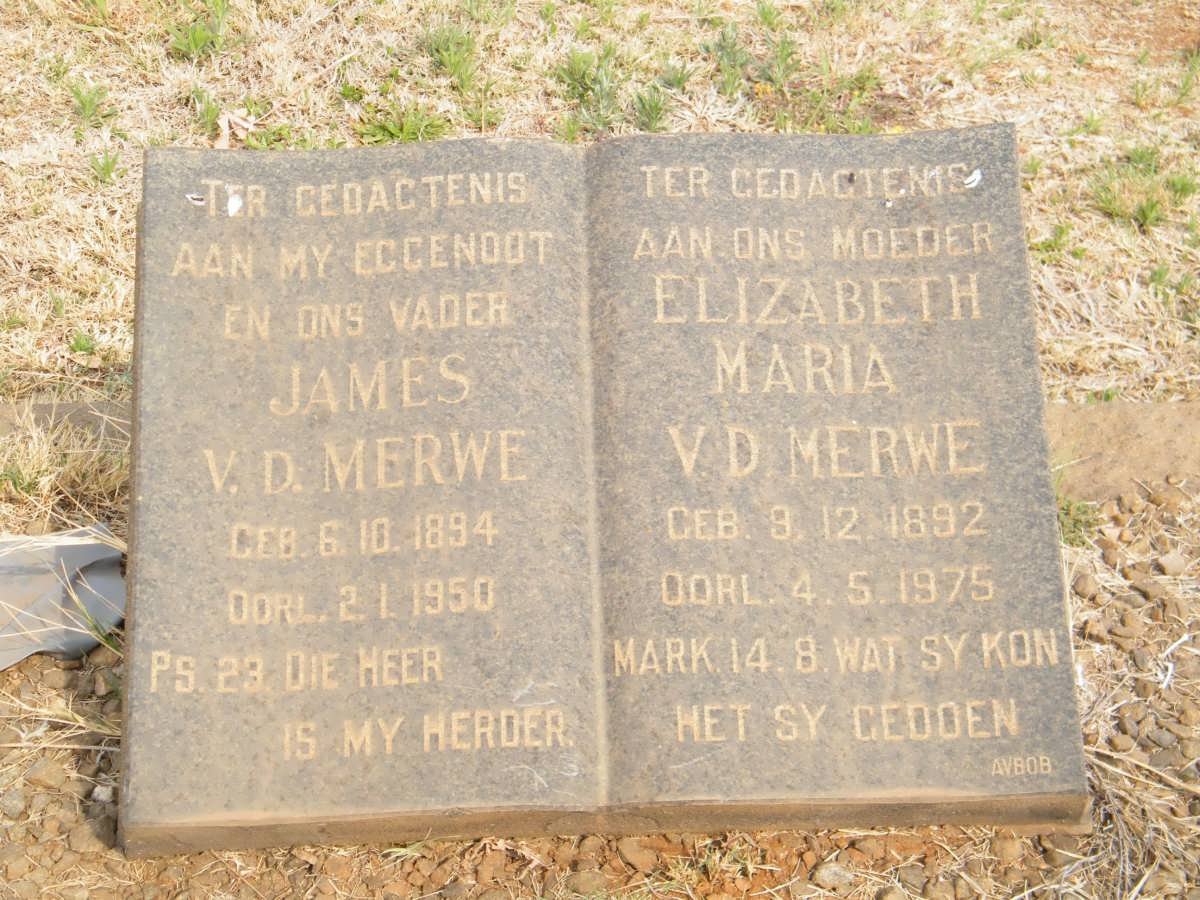 TER GEDAGTENIS
AAN MY EGGENOOT
EN ONS VADER
JAMES
V. D. MERWE
GEB. 6. 10. 1894
OORL. 2. 1. 1950
PS. 23. DIE HEER
IS MY HERDER.
TER GEDAGTENIS
AAN ONS MOEDER
ELIZABETH
MARIA
V. D MERWE
GEB. 9. 12. 1892
OORL. 4. 5. 1975
MARK. 14. 8. WAT SY KON
HET SY GEDOEN
AVBOB